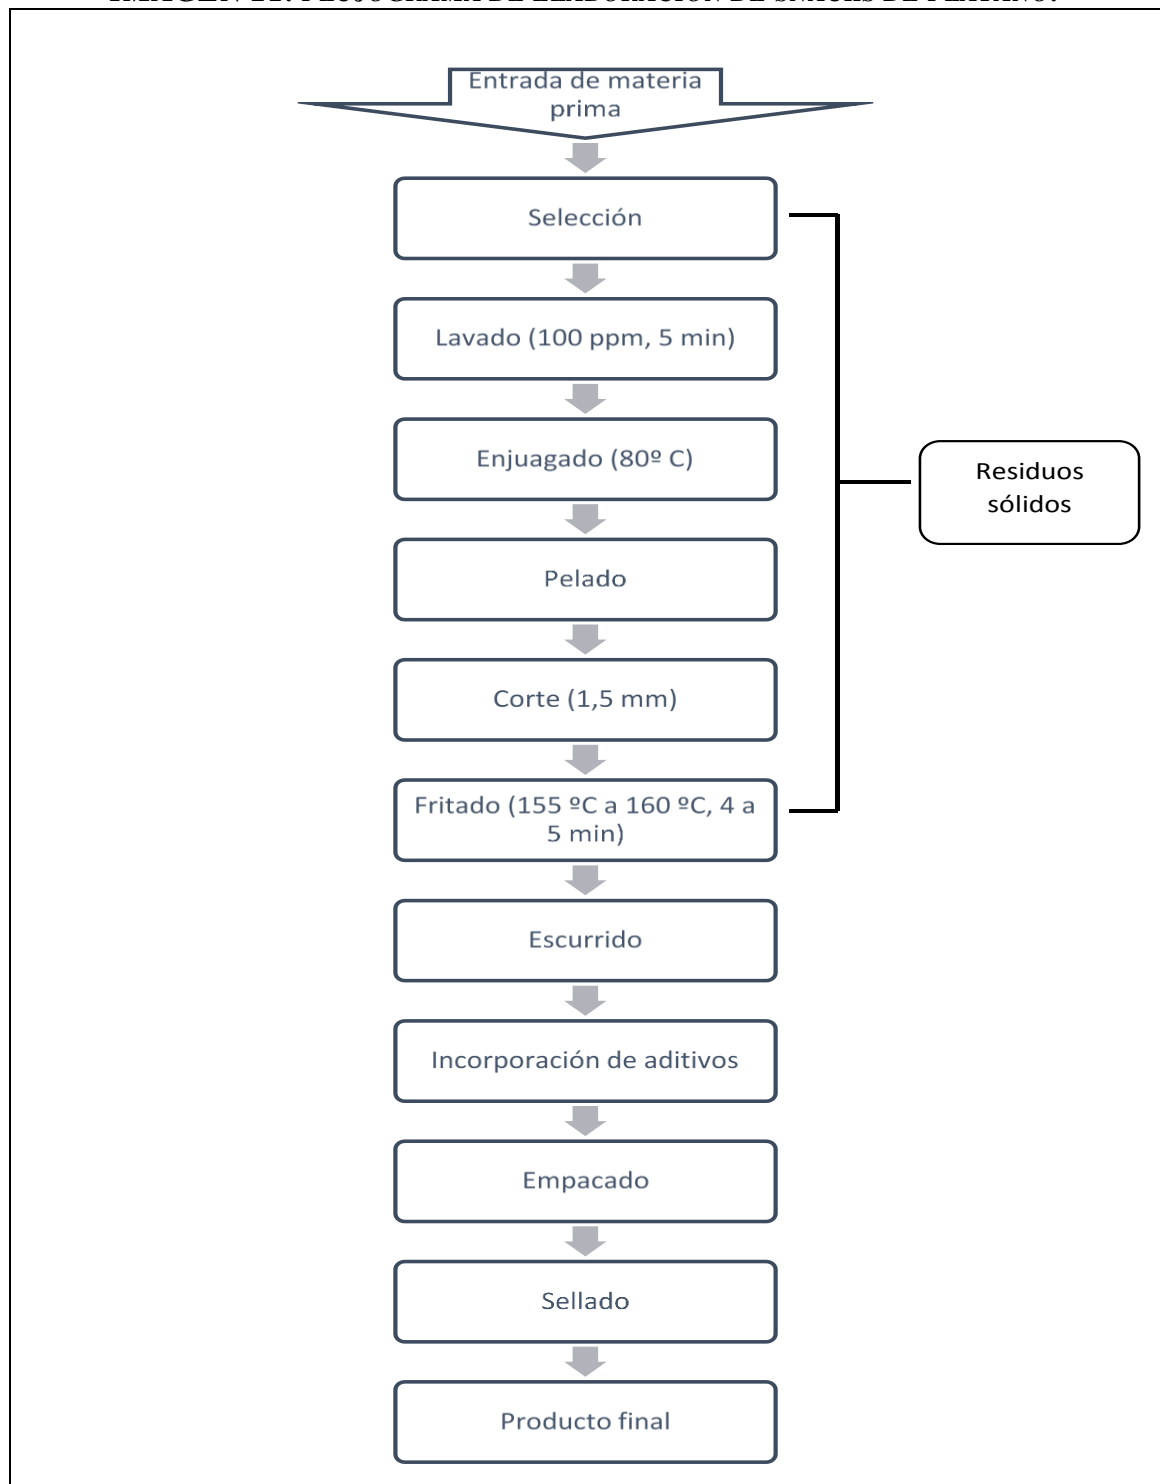 Entrada de materia
prima
Selección
Lavado (100 ppm, 5 min)
Enjuagado (80º C)
Residuos
sólidos
Pelado
Corte (1,5 mm)
Fritado (155 ºC a 160 ºC, 4 a
5 min)
Escurrido
Incorporación de aditivos
Empacado
Sellado
Producto final